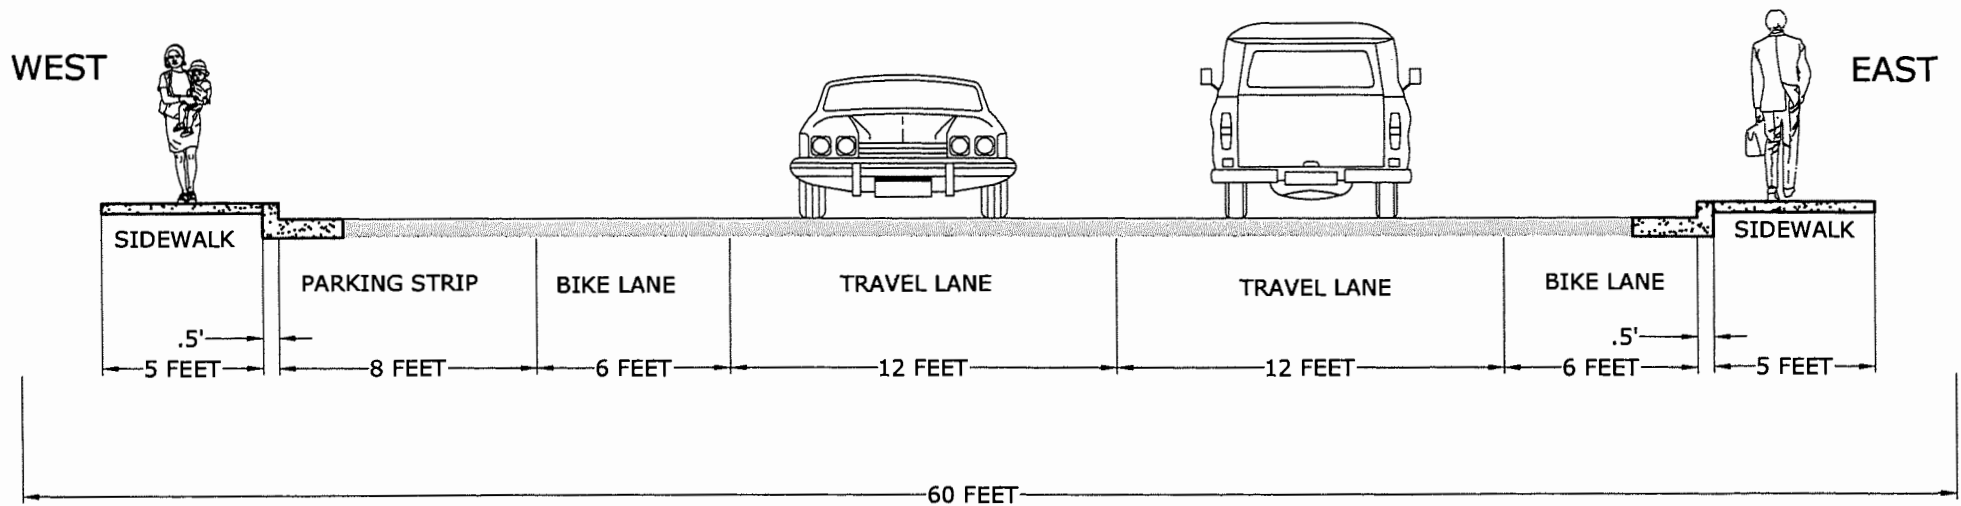 WEST
EAST
SIDEWALK
SIDEWALK
PARKING STRIP
BIKE LANE
TRAVEL LANE
TRAVEL LANE
BIKE LANE
.5'
.5'
5 FEET
8 FEET
6 FEET
12 FEET
12 FEET
6 FEET
5 FEET
60 FEET